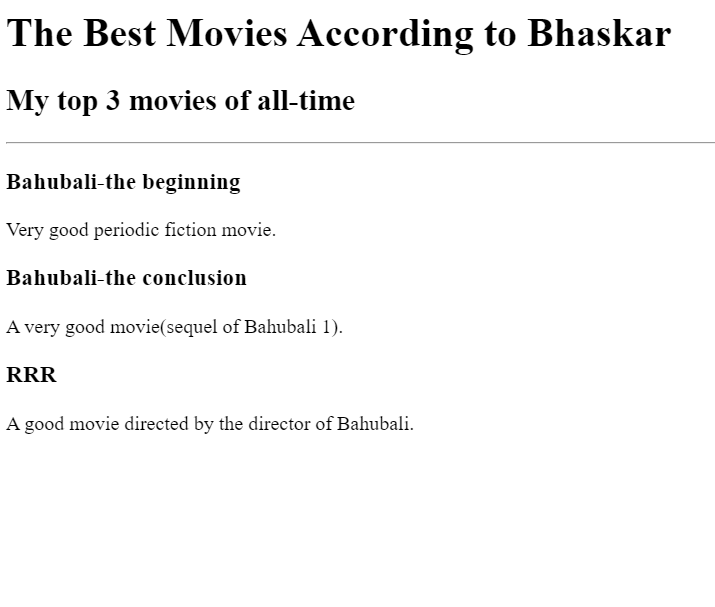 The Best Movies According to Bhaskar
My top 3 movies of all-time
Bahubali-the beginning
Very good periodic fiction movie.
Bahubali-the conclusion
A very good movie(sequel of Bahubali 1).
RRR
A good movie directed by the director of Bahubali.